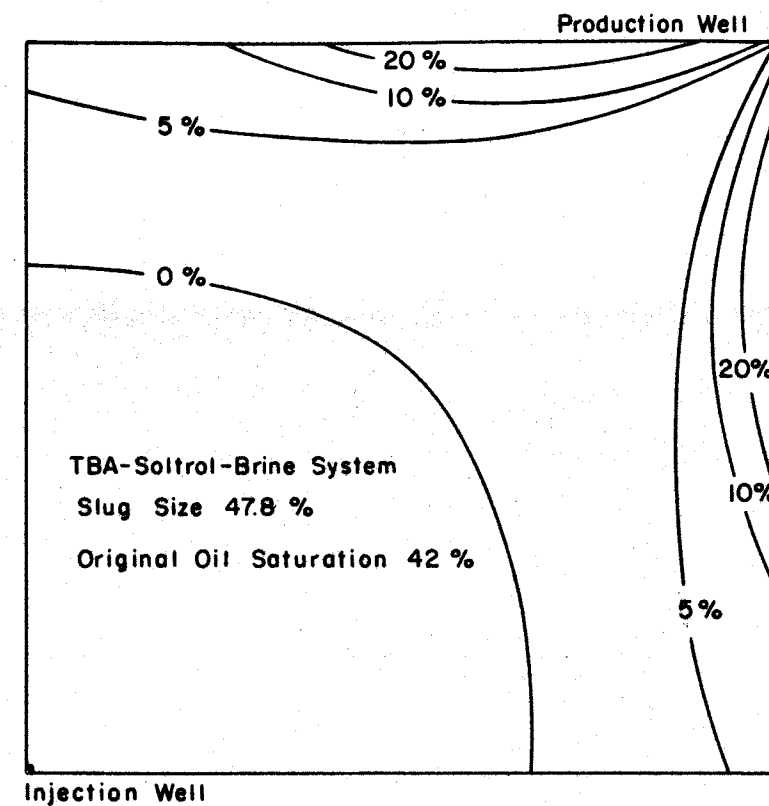 Production Well
20 %
10 %
5 %
0 %
20%
TBA-Soltrol-Brine System
10%
Slug Size 47.8 %
Original Oil Saturation 42 %
5 %
Injection Well